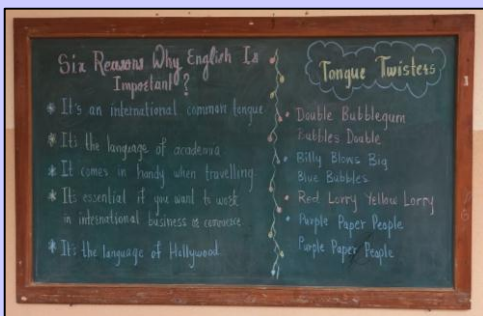 Six Reasons Why English Is
Important?
* It's an international common tongue
* It's the language of academia
* It comes in handy when travelling
* It's essential if you want to work
in international business or commerce
* It's the language of Hollywood.
Tongue Twisters
• Double Bubblegum
Bubbles Double
• Billy Blows Big
Blue Bubbles.
• Red Lorry Yellow Lorry
• Purple Paper People
Purple Paper People